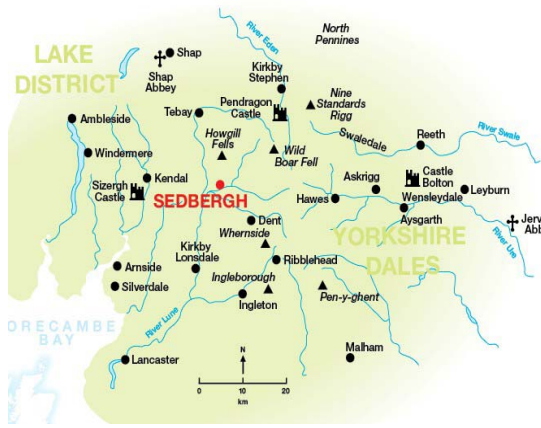 North
Pennines
River Eden
LAKE
DISTRICT
Shap
Shap
Abbey
Kirkby
Stephen
Pendragon
Castle
Nine
Standards
Rigg
Tebay
Ambleside
Howgill
Fells
Wild
Boar Fell
Swaledale
Reeth
River Swale
Windermere
Kendal
Sizergh
Castle
SEDBERGH
Askrigg
Castle
Bolton
Hawes
Wensleydale
Leyburn
Aysgarth
Jerv
Abb
River Ure
Dent
Whernside
YORKSHIRE
DALES
Kirkby
Lonsdale
Ribblehead
Arnside
Silverdale
Ingleborough
Ingleton
Pen-y-ghent
ORECAMBE
BAY
River Lune
Lancaster
Malham
N
0 10 20
km